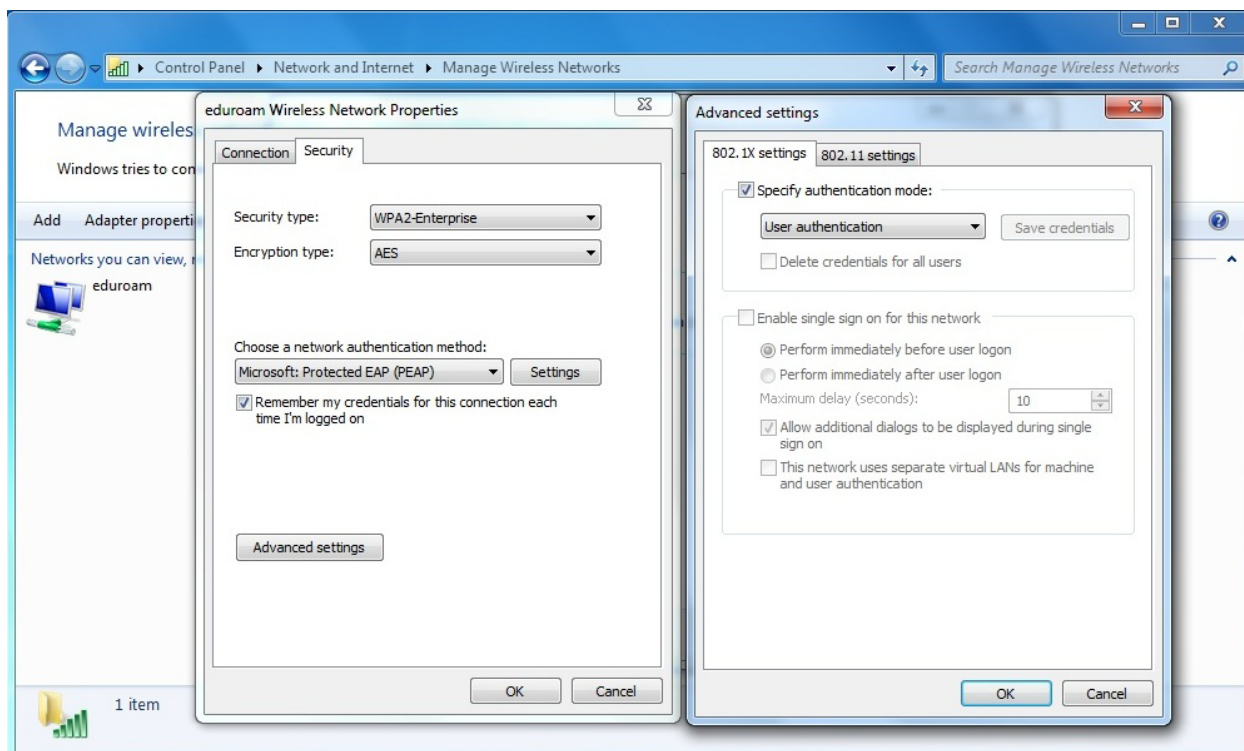 Control Panel ▸ Network and Internet ▸ Manage Wireless Networks
Search Manage Wireless Networks
Manage wireles
Windows tries to con
Add Adapter properti
Networks you can view,
eduroam
1 item
eduroam Wireless Network Properties
Connection Security
Security type: WPA2-Enterprise
Encryption type: AES
Choose a network authentication method:
Microsoft: Protected EAP (PEAP) Settings
Remember my credentials for this connection each
time I'm logged on
Advanced settings
OK Cancel
Advanced settings
802.1X settings 802.11 settings
Specify authentication mode:
User authentication Save credentials
Delete credentials for all users
Enable single sign on for this network
Perform immediately before user logon
Perform immediately after user logon
Maximum delay (seconds): 10
Allow additional dialogs to be displayed during single
sign on
This network uses separate virtual LANs for machine
and user authentication
OK Cancel